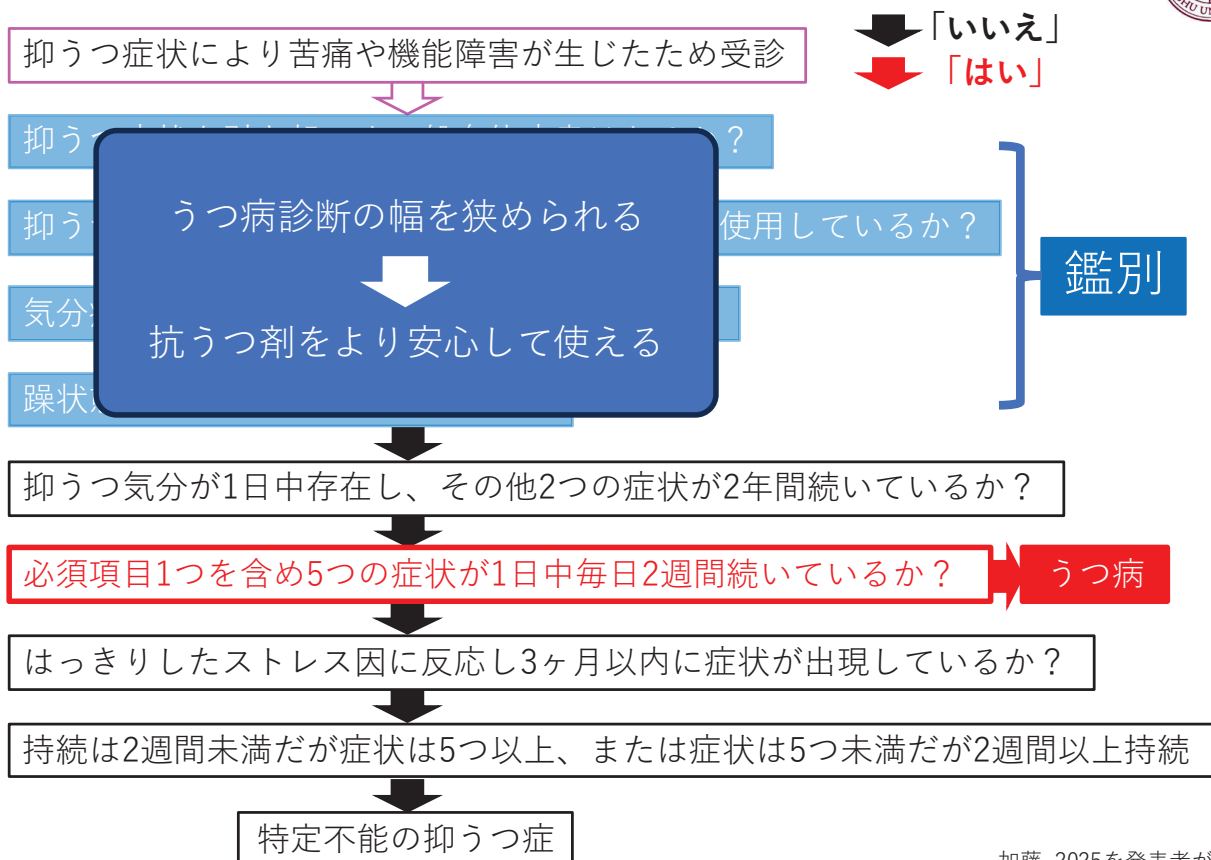 「いいえ」
抑うつ症状により苦痛や機能障害が生じたため受診
「はい」
抑う
？
抑う
使用しているか？
気分
躁状
うつ病診断の幅を狭められる
抗うつ剤をより安心して使える
鑑別
抑うつ気分が1日中存在し、その他2つの症状が2年間続いているか？
必須項目1つを含め5つの症状が1日中毎日2週間続いているか？
うつ病
はっきりしたストレス因に反応し3ヶ月以内に症状が出現しているか？
持続は2週間未満だが症状は5つ以上、または症状は5つ未満だが2週間以上持続
特定不能の抑うつ症
加藤, 2025を発表者が